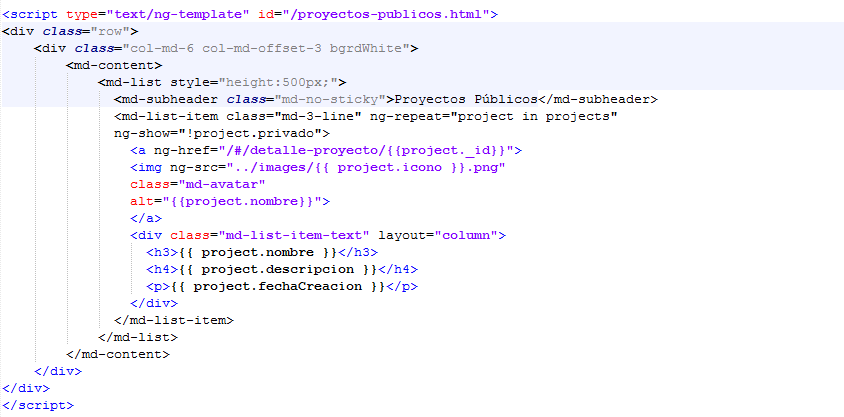 <script type="text/ng-template" id="/proyectos-publicos.html">
<div class="row">
<div class="col-md-6 col-md-offset-3 bgrdWhite">
<md-content>
<md-list style="height:500px;">
<md-subheader class="md-no-sticky">Proyectos Públicos</md-subheader>
<md-list-item class="md-3-line" ng-repeat="project in projects"
ng-show="!project.privado">
<a ng-href="/#/detalle-proyecto/{{project._id}}">
<img ng-src="../images/{{ project.icono }}.png"
class="md-avatar"
alt="{{project.nombre}}">
</a>
<div class="md-list-item-text" layout="column">
<h3>{{ project.nombre }}</h3>
<h4>{{ project.descripcion }}</h4>
<p>{{ project.fechaCreacion }}</p>
</div>
</md-list-item>
</md-list>
</md-content>
</div>
</div>
</script>